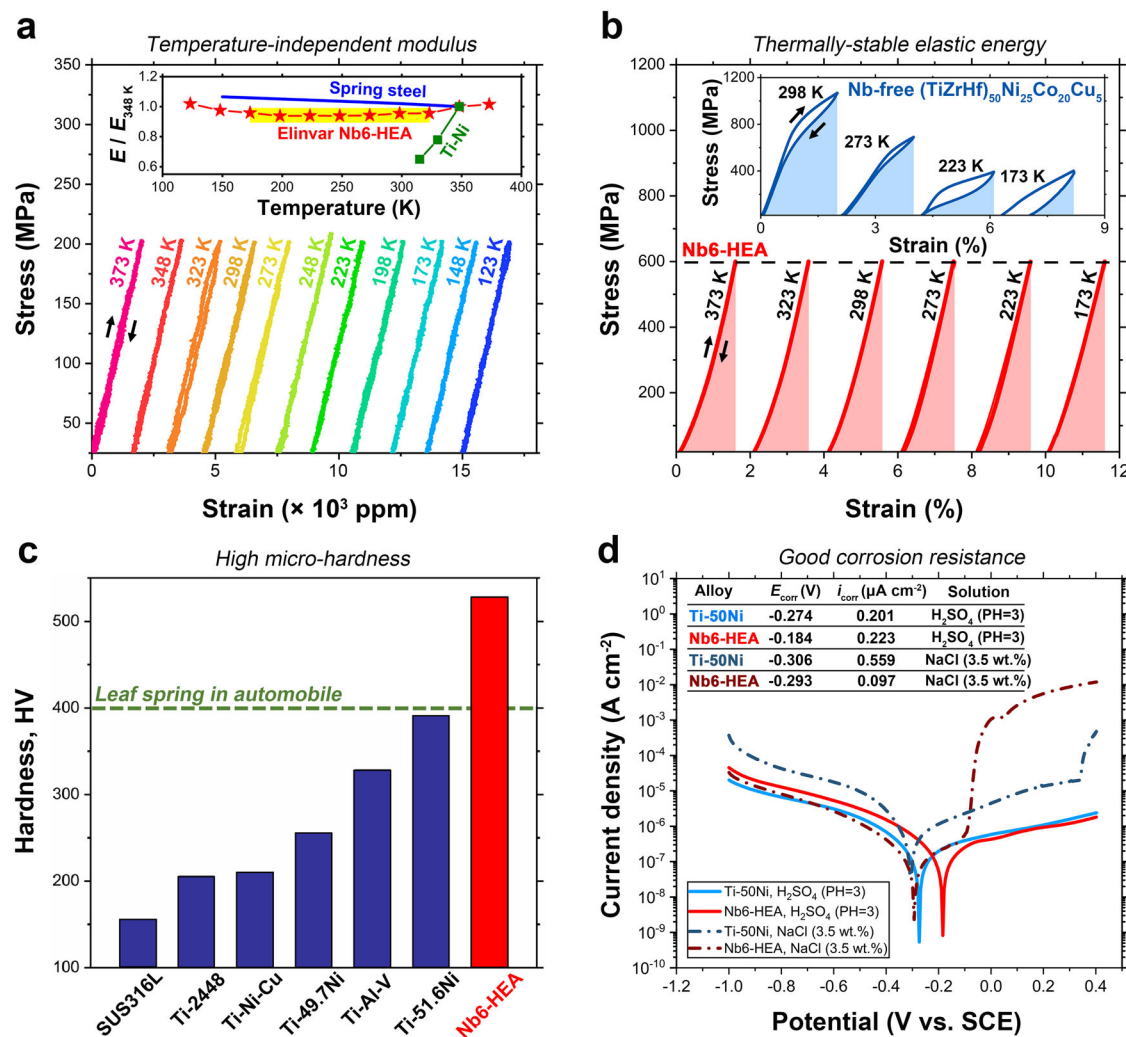 a
Temperature-independent modulus
350
300
250
200
150
100
50
Stress (MPa)
0
5
10
15
Strain (× 10³ ppm)
1.2
1.0
0.8
0.6
E / E348 K
100
150
200
250
300
350
400
Temperature (K)
Spring steel
Elinvar Nb6-HEA
Ti-Ni
373 K
348 K
323 K
298 K
273 K
248 K
223 K
198 K
173 K
148 K
123 K
b
Thermally-stable elastic energy
1200
1000
800
600
400
200
Stress (MPa)
0
2
4
6
8
10
12
Strain (%)
1200
800
400
Stress (MPa)
0
3
6
9
Strain (%)
Nb-free (TiZrHf)₅₀Ni₂₅Co₂₀Cu₅
298 K
273 K
223 K
173 K
Nb6-HEA
373 K
323 K
298 K
273 K
223 K
173 K
c
High micro-hardness
500
400
300
200
100
Hardness, HV
Leaf spring in automobile
SUS316L
Ti-2448
Ti-Ni-Cu
Ti-49.7Ni
Ti-Al-V
Ti-51.6Ni
Nb6-HEA
d
Good corrosion resistance
10¹
10⁰
10⁻¹
10⁻²
10⁻³
10⁻⁴
10⁻⁵
10⁻⁶
10⁻⁷
10⁻⁸
10⁻⁹
10⁻¹⁰
Current density (A cm⁻²)
Alloy Ecorr (V) icorr (μA cm⁻²) Solution
Ti-50Ni -0.274 0.201 H₂SO₄ (PH=3)
Nb6-HEA -0.184 0.223 H₂SO₄ (PH=3)
Ti-50Ni -0.306 0.559 NaCl (3.5 wt.%)
Nb6-HEA -0.293 0.097 NaCl (3.5 wt.%)
Ti-50Ni, H₂SO₄ (PH=3)
Nb6-HEA, H₂SO₄ (PH=3)
Ti-50Ni, NaCl (3.5 wt.%)
Nb6-HEA, NaCl (3.5 wt.%)
-1.2
-1.0
-0.8
-0.6
-0.4
-0.2
0.0
0.2
0.4
Potential (V vs. SCE)